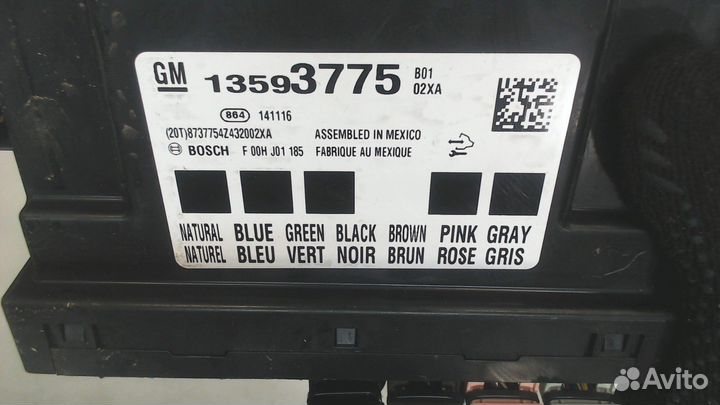 GM 13593775 B01
02XA
864 141116
(20T)8737754Z432002XA ASSEMBLED IN MEXICO
BOSCH F 00H J01 185 FABRIQUE AU MEXIQUE
NATURAL BLUE GREEN BLACK BROWN PINK GRAY
NATUREL BLEU VERT NOIR BRUN ROSE GRIS
Avito